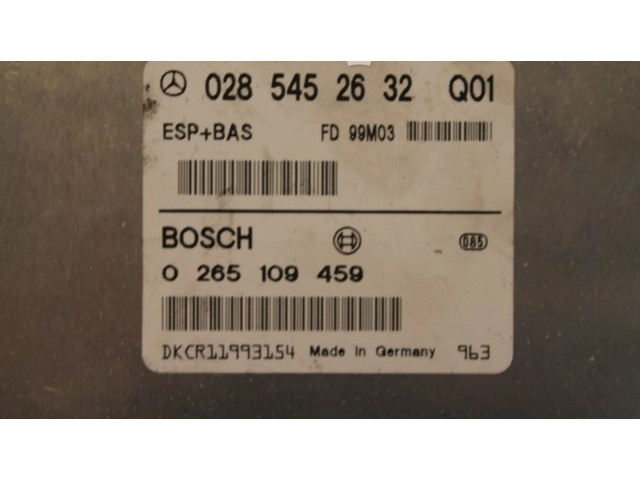 028 545 26 32 Q01
ESP+BAS FD 99M03
BOSCH 085
0 265 109 459
DKCR11993154 Made in Germany 963